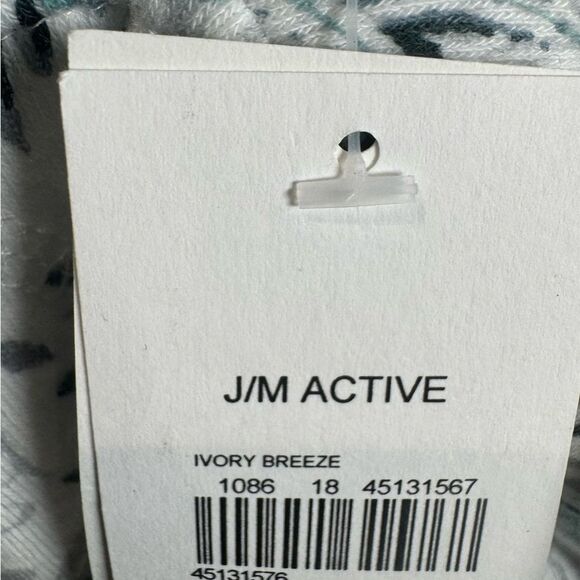 J/M ACTIVE
IVORY BREEZE
1086 18 45131567
45131576